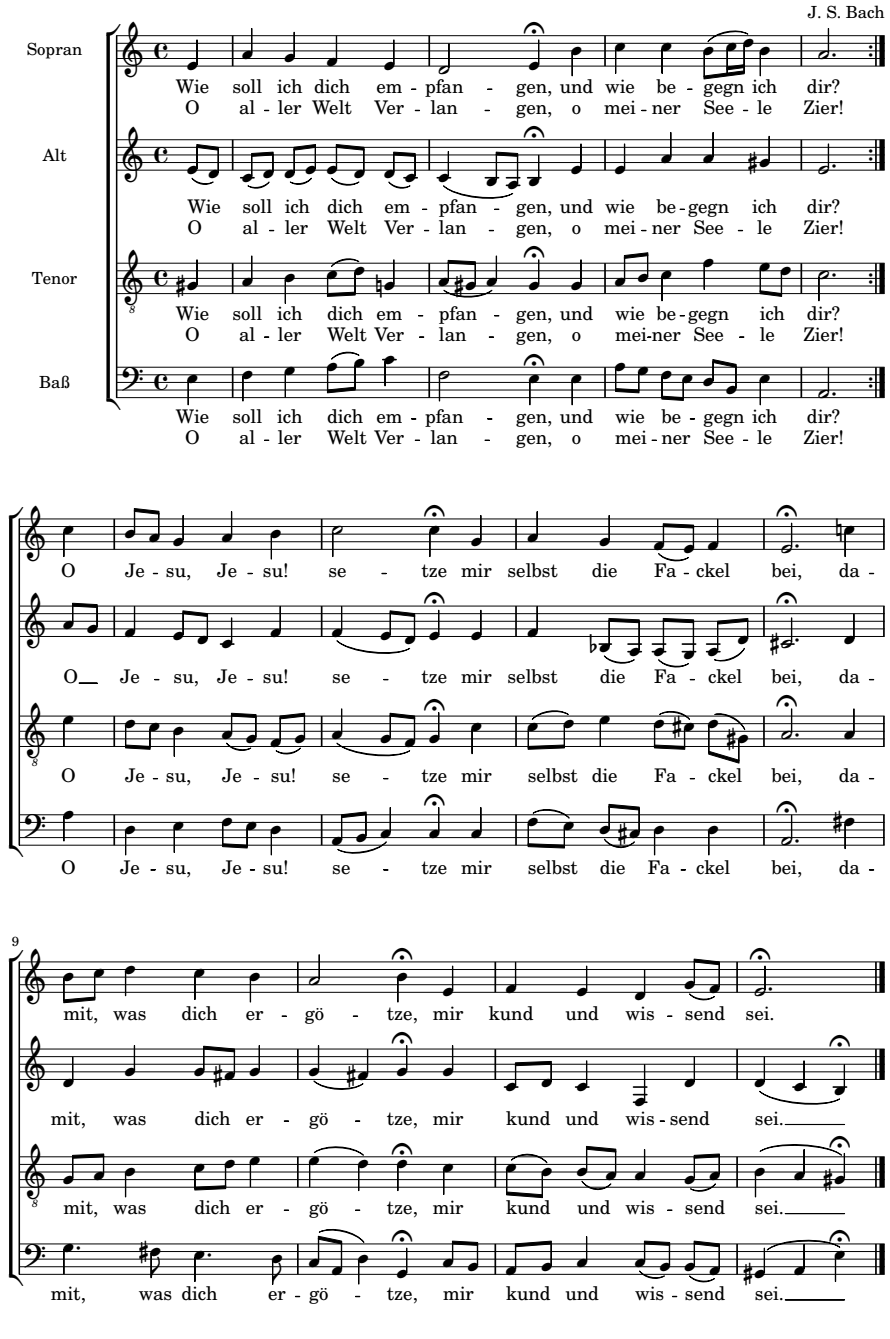 J. S. Bach
Sopran
Wie soll ich dich em - pfan - gen, und wie be - gegn ich dir?
O al - ler Welt Ver - lan - gen, o mei - ner See - le Zier!
Alt
Wie soll ich dich em - pfan - gen, und wie be - gegn ich dir?
O al - ler Welt Ver - lan - gen, o mei - ner See - le Zier!
Tenor
8
Wie soll ich dich em - pfan - gen, und wie be - gegn ich dir?
O al - ler Welt Ver - lan - gen, o mei - ner See - le Zier!
Baß
Wie soll ich dich em - pfan - gen, und wie be - gegn ich dir?
O al - ler Welt Ver - lan - gen, o mei - ner See - le Zier!
O Je - su, Je - su! se - tze mir selbst die Fa - ckel bei, da -
O Je - su, Je - su! se - tze mir selbst die Fa - ckel bei, da -
8
O Je - su, Je - su! se - tze mir selbst die Fa - ckel bei, da -
O Je - su, Je - su! se - tze mir selbst die Fa - ckel bei, da -
9
mit, was dich er - gö - tze, mir kund und wis - send sei.
mit, was dich er - gö - tze, mir kund und wis - send sei.
8
mit, was dich er - gö - tze, mir kund und wis - send sei.
mit, was dich er - gö - tze, mir kund und wis - send sei.